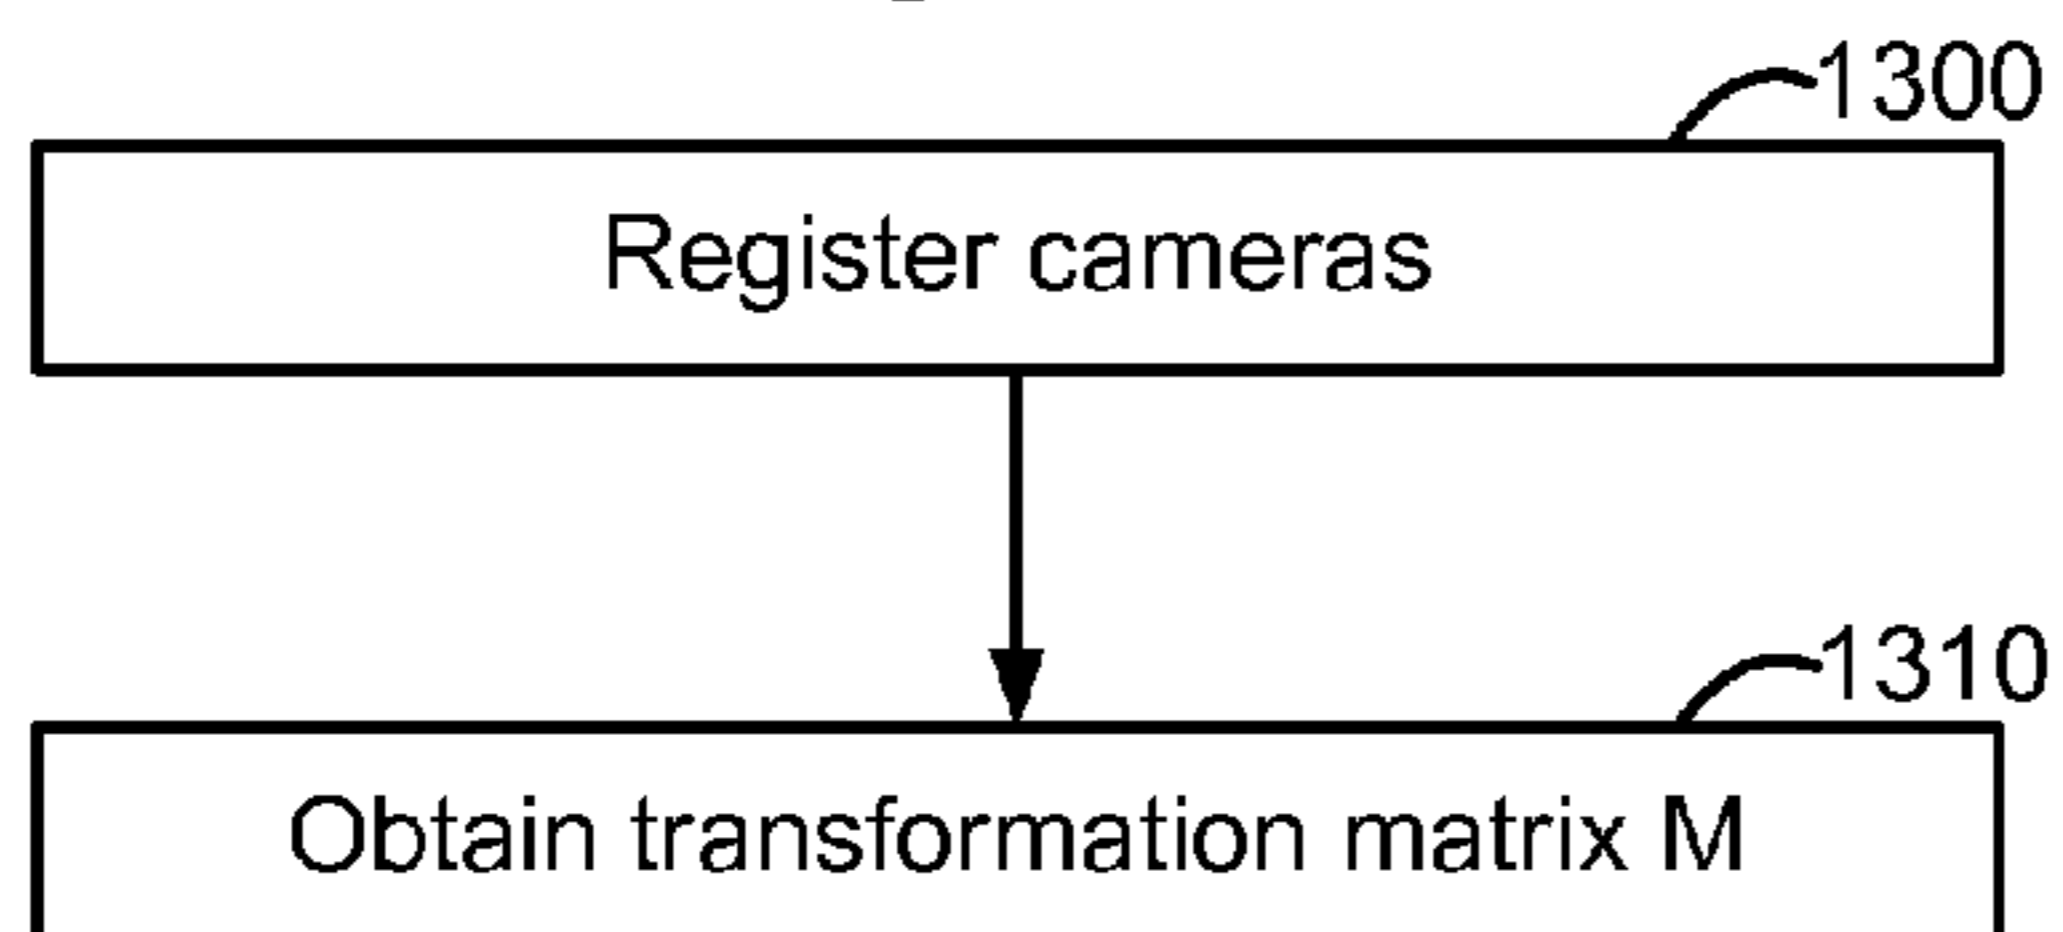 1300
Register cameras
1310
Obtain transformation matrix M